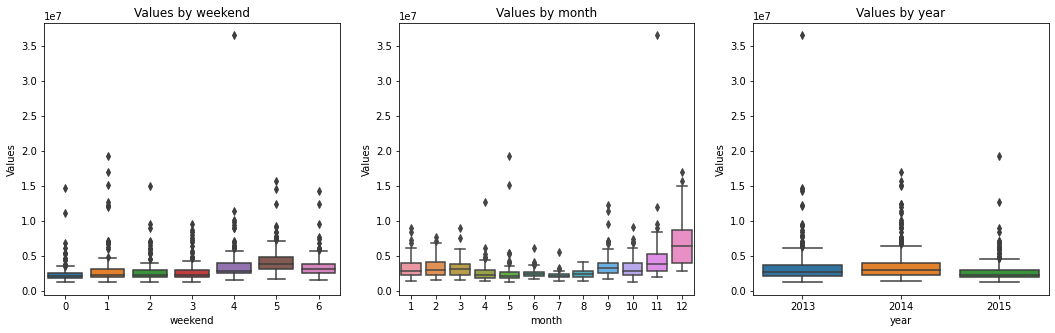 Values by weekend
1e7
3.5
3.0
2.5
2.0
1.5
1.0
0.5
0.0
Values
0 1 2 3 4 5 6
weekend
Values by month
1e7
3.5
3.0
2.5
2.0
1.5
1.0
0.5
0.0
Values
1 2 3 4 5 6 7 8 9 10 11 12
month
Values by year
1e7
3.5
3.0
2.5
2.0
1.5
1.0
0.5
0.0
Values
2013 2014 2015
year